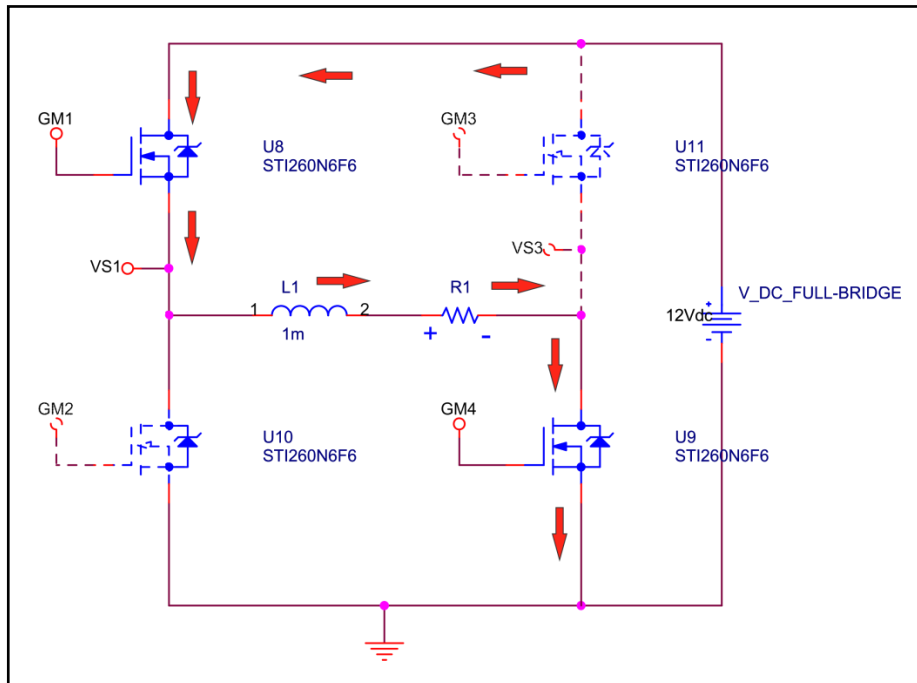 GM1
U8
STI260N6F6
GM3
U11
STI260N6F6
VS1
VS3
L1
1
2
1m
R1
+
-
V_DC_FULL-BRIDGE
+
12Vdc
-
GM2
U10
STI260N6F6
GM4
U9
STI260N6F6